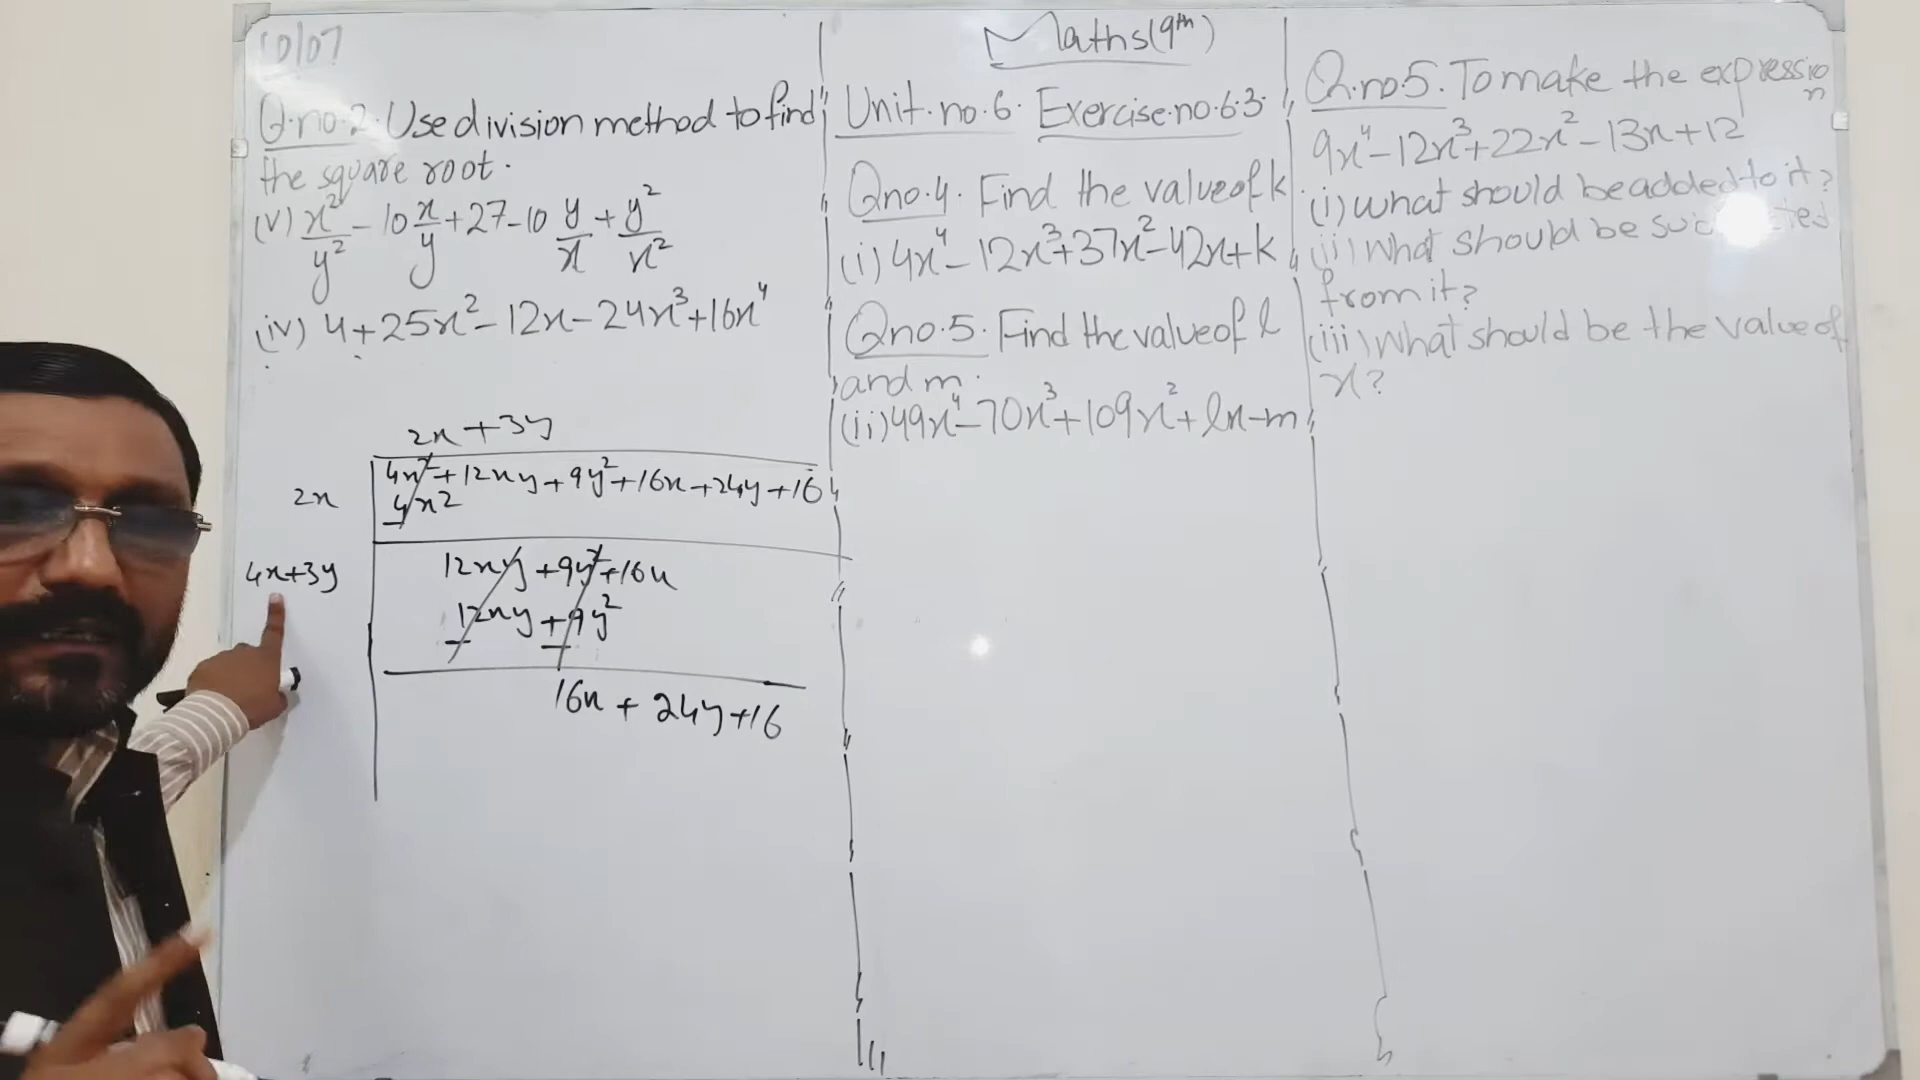 10/07
Q.no.2. Use division method to find
the square root.
(v) x²/y² - 10 x/y + 27 - 10 y/x + y²/x²
(iv) 4 + 25x² - 12x - 24x³ + 16x⁴
2x + 3y
2x
4x² + 12xy + 9y² + 16x + 24y + 16
4x²
-
4x+3y
12xy + 9y² + 16x
12xy + 9y²
- -
16x + 24y + 16
Maths (9th)
Unit.no.6. Exercise.no.6.3.
Qno.4. Find the value of k
(i) 4x⁴ - 12x³ + 37x² - 42x + k
Qno.5. Find the value of l
and m.
(ii) 49x⁴ - 70x³ + 109x² + lx - m
Q.no.5. To make the expression
9x⁴ - 12x³ + 22x² - 13x + 12
(i) what should be added to it?
(ii) What should be
from it?
(iii) What should be the value of
x?